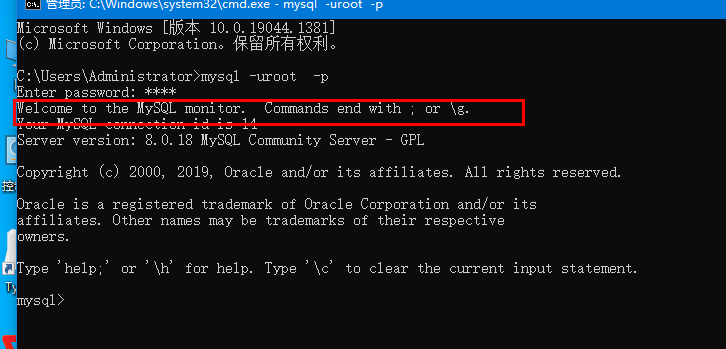 管理员: C:\Windows\system32\cmd.exe - mysql -uroot -p
Microsoft Windows [版本 10.0.19044.1381]
(c) Microsoft Corporation。保留所有权利。
C:\Users\Administrator>mysql -uroot  -p
Enter password: ****
Welcome to the MySQL monitor.  Commands end with ; or \g.
Your MySQL connection id is 14
Server version: 8.0.18 MySQL Community Server - GPL
Copyright (c) 2000, 2019, Oracle and/or its affiliates. All rights reserved.
Oracle is a registered trademark of Oracle Corporation and/or its
affiliates. Other names may be trademarks of their respective
owners.
Type 'help;' or '\h' for help. Type '\c' to clear the current input statement.
mysql>
控
Ty